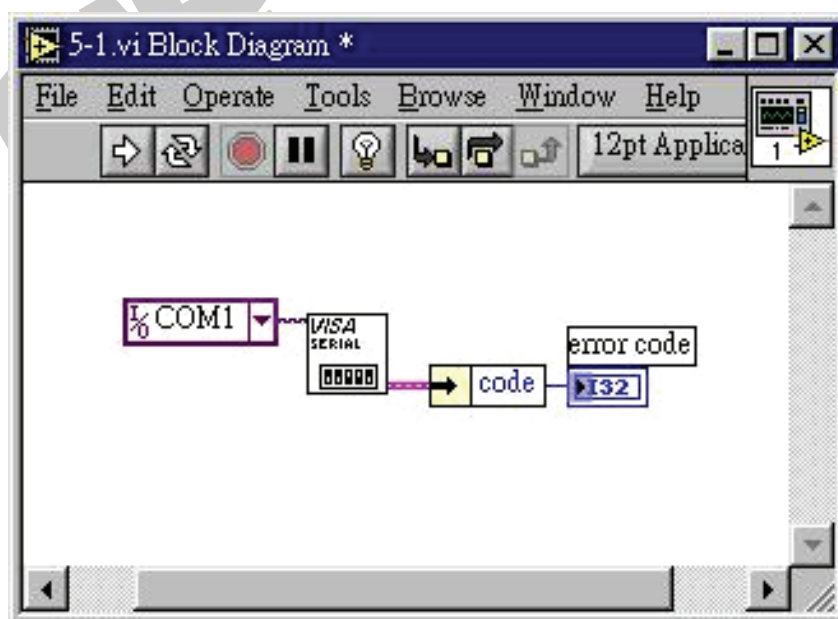 5-1.vi Block Diagram *
File Edit Operate Tools Browse Window Help
12pt Applica
1
I/O COM1
VISA
SERIAL
error code
code
I32